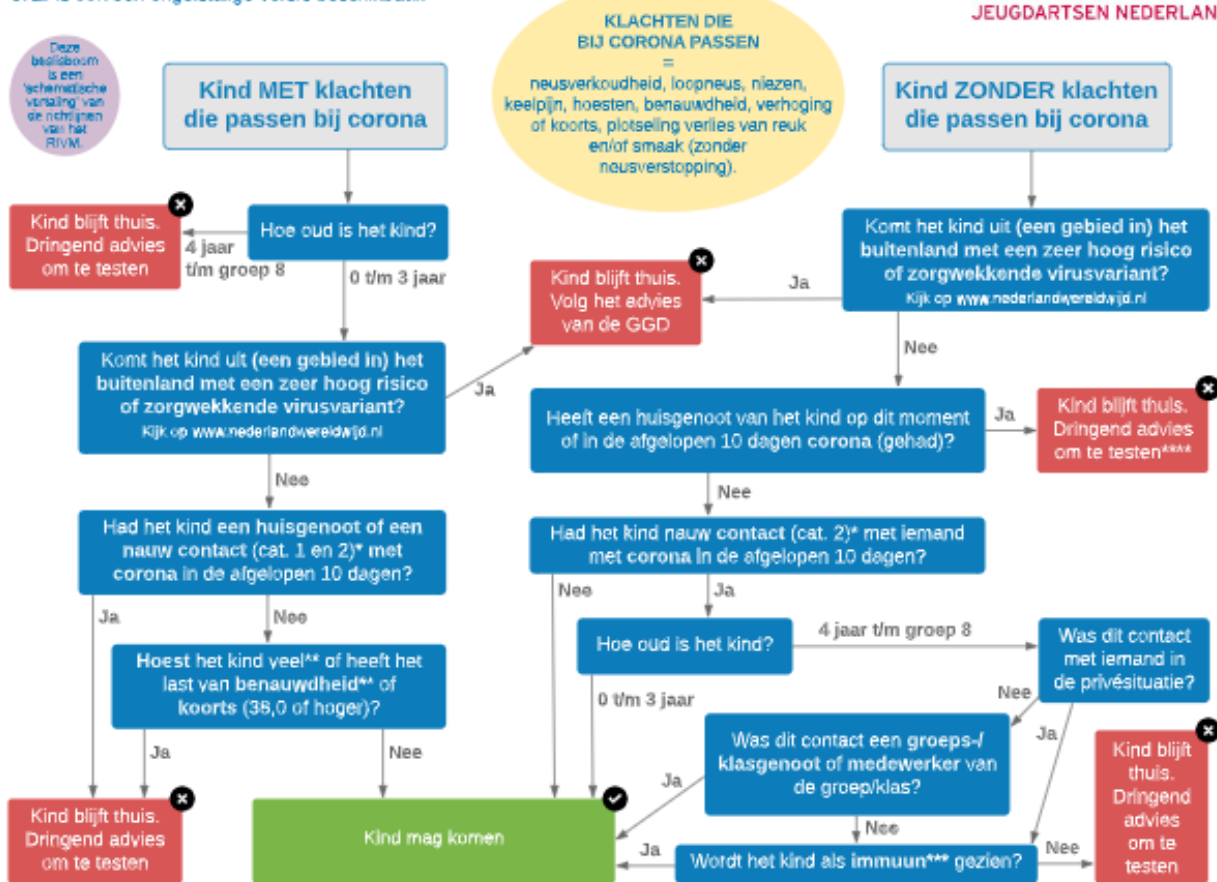 JEUGDARTSEN NEDERLAN
Deze
beslisboom
is een
'schematische
vertaling' van
de richtlijnen
van het
RIVM.
Kind MET klachten
die passen bij corona
KLACHTEN DIE
BIJ CORONA PASSEN
=
neusverkoudheid, loopneus, niezen,
keelpijn, hoesten, benauwdheid, verhoging
of koorts, plotseling verlies van reuk
en/of smaak (zonder
neusverstopping).
Kind ZONDER klachten
die passen bij corona
Kind blijft thuis.
Dringend advies
om te testen
4 jaar
t/m groep 8
Hoe oud is het kind?
0 t/m 3 jaar
Komt het kind uit (een gebied in) het
buitenland met een zeer hoog risico
of zorgwekkende virusvariant?
Kijk op www.nederlandwereldwijd.nl
Ja
Kind blijft thuis.
Volg het advies
van de GGD
Ja
Komt het kind uit (een gebied in) het
buitenland met een zeer hoog risico
of zorgwekkende virusvariant?
Kijk op www.nederlandwereldwijd.nl
Nee
Nee
Heeft een huisgenoot van het kind op dit moment
of in de afgelopen 10 dagen corona (gehad)?
Ja
Kind blijft thuis.
Dringend advies
om te testen****
Nee
Had het kind een huisgenoot of een
nauw contact (cat. 1 en 2)* met
corona in de afgelopen 10 dagen?
Ja
Nee
Had het kind nauw contact (cat. 2)* met iemand
met corona in de afgelopen 10 dagen?
Nee
Ja
Hoest het kind veel** of heeft het
last van benauwdheid** of
koorts (38,0 of hoger)?
Ja
Nee
Hoe oud is het kind?
4 jaar t/m groep 8
0 t/m 3 jaar
Was dit contact
met iemand in
de privésituatie?
Nee
Ja
Was dit contact een groeps-/
klasgenoot of medewerker van
de groep/klas?
Ja
Nee
Kind blijft
thuis.
Dringend
advies
om te
testen
Kind blijft thuis.
Dringend advies
om te testen
Kind mag komen
Ja
Wordt het kind als immuun*** gezien?
Nee